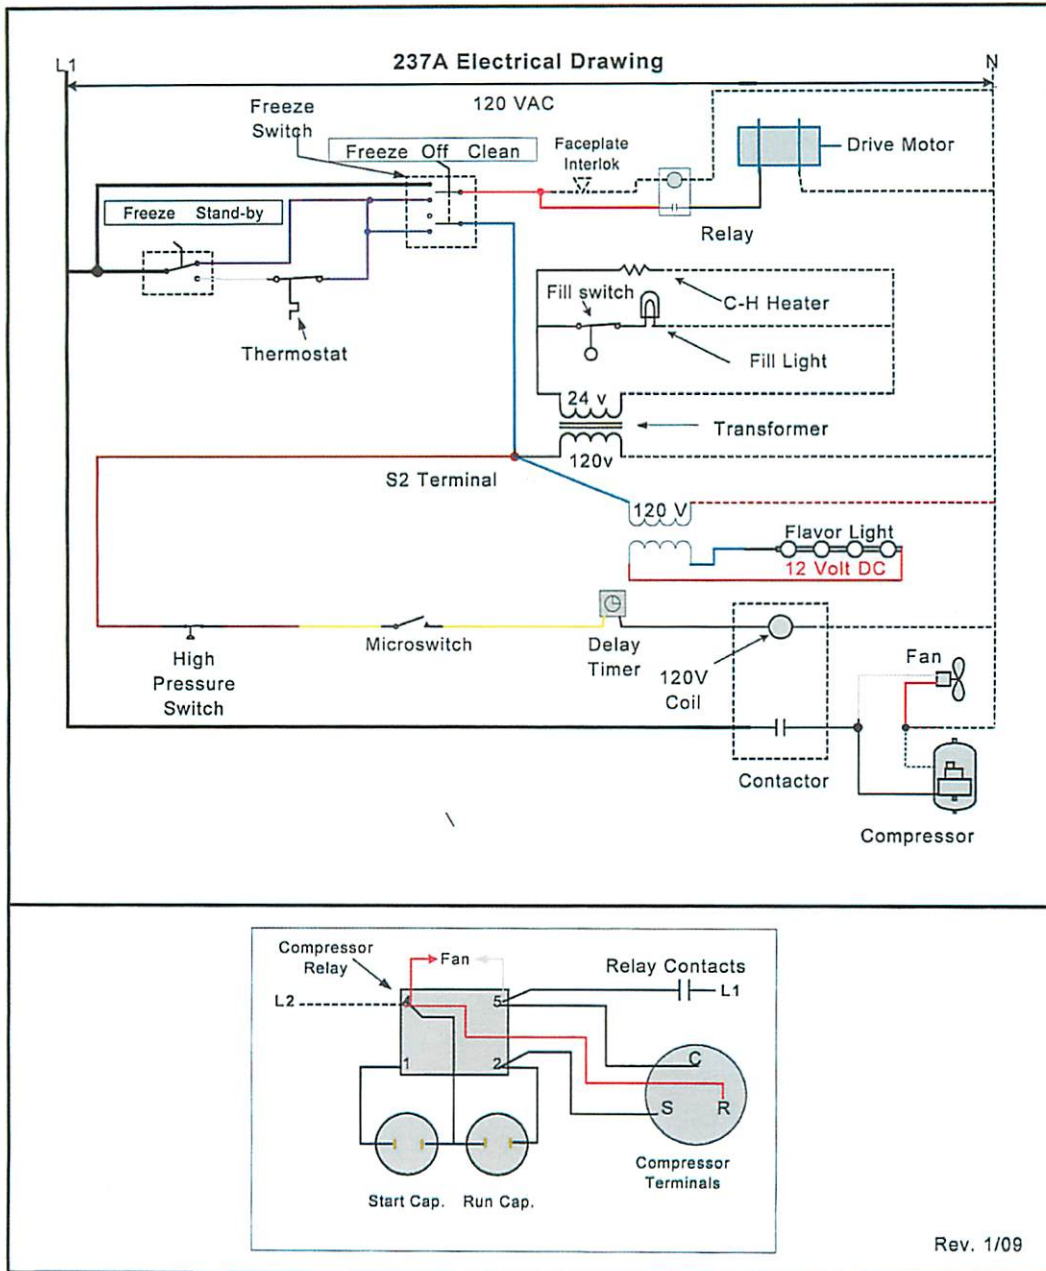 237A Electrical Drawing
L1
N
120 VAC
Freeze
Switch
Freeze Off Clean
Faceplate
Interlok
Drive Motor
Freeze Stand-by
Relay
Fill switch
C-H Heater
Thermostat
Fill Light
24 v
Transformer
120v
S2 Terminal
120 V
Flavor Light
12 Volt DC
Microswitch
Delay
Timer
High
Pressure
Switch
120V
Coil
Fan
Contactor
Compressor
Compressor
Relay
Fan
Relay Contacts
L2
4
5
L1
1
2
C
S
R
Compressor
Terminals
Start Cap.
Run Cap.
Rev. 1/09